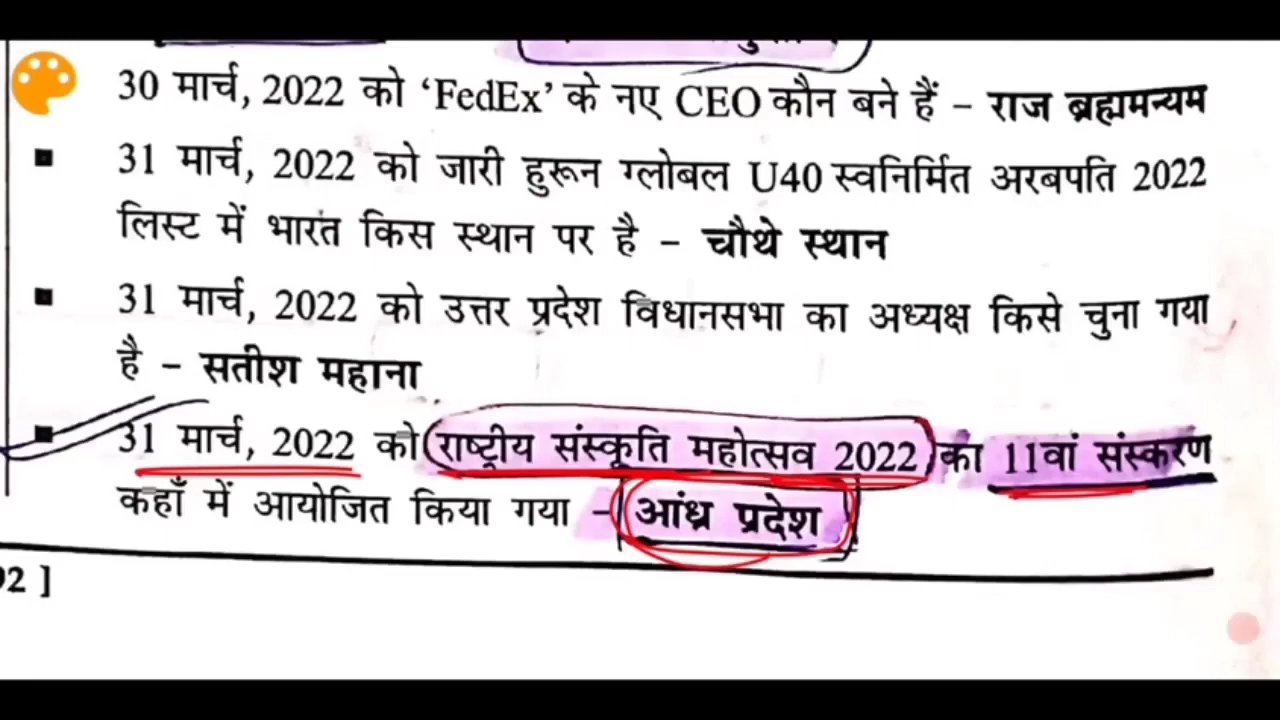 30 मार्च, 2022 को ‘FedEx’ के नए CEO कौन बने हैं – राज ब्रह्ममन्यम
31 मार्च, 2022 को जारी हुरून ग्लोबल U40 स्वनिर्मित अरबपति 2022
लिस्ट में भारत किस स्थान पर है – चौथे स्थान
31 मार्च, 2022 को उत्तर प्रदेश विधानसभा का अध्यक्ष किसे चुना गया
है – सतीश महाना
31 मार्च, 2022 को राष्ट्रीय संस्कृति महोत्सव 2022 का 11वां संस्करण
कहाँ में आयोजित किया गया – आंध्र प्रदेश
92 ]